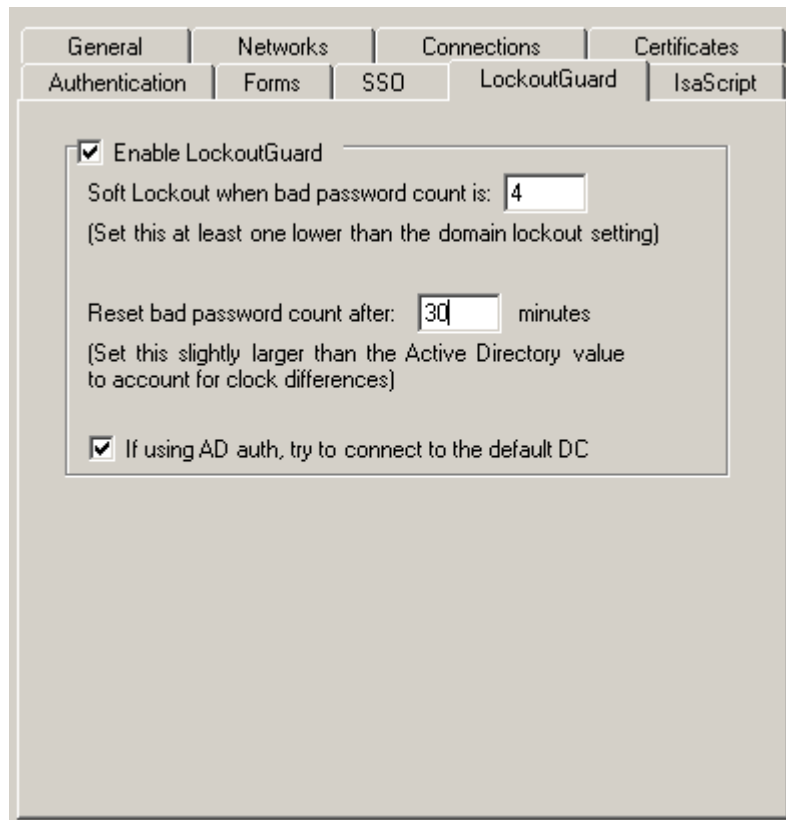 General Networks Connections Certificates
Authentication Forms SSO LockoutGuard IsaScript
Enable LockoutGuard
Soft Lockout when bad password count is: 4
(Set this at least one lower than the domain lockout setting)
Reset bad password count after: 30 minutes
(Set this slightly larger than the Active Directory value
to account for clock differences)
If using AD auth, try to connect to the default DC